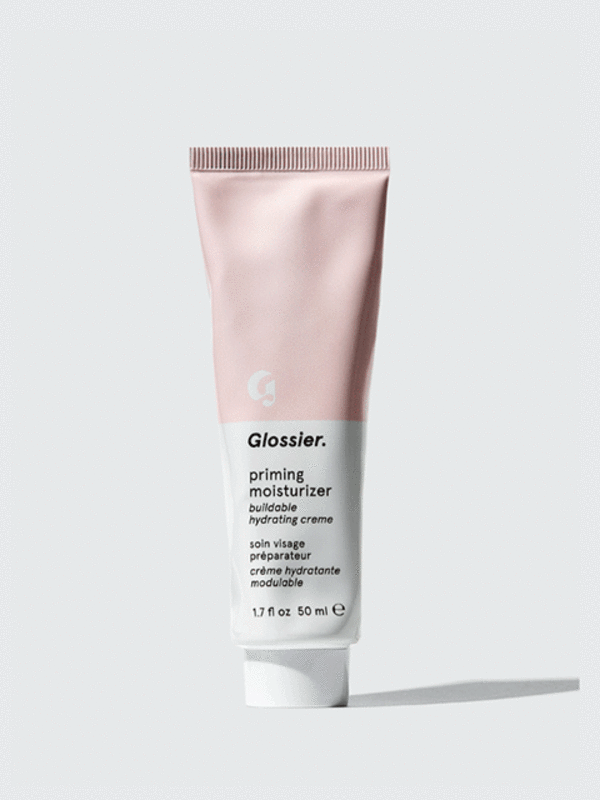 G
Glossier.
priming
moisturizer
buildable
hydrating creme
soin visage
préparateur
crème hydratante
modulable
1.7 fl oz 50 ml ℮